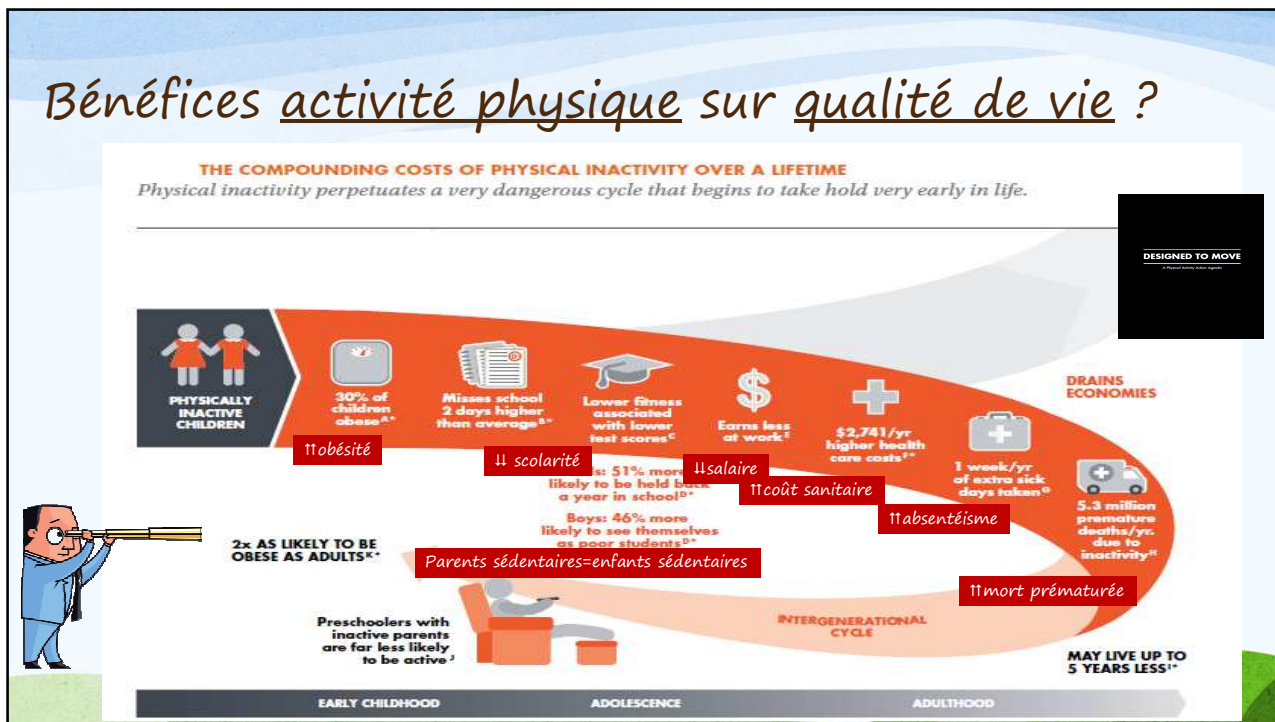 Bénéfices activité physique sur qualité de vie ?
THE COMPOUNDING COSTS OF PHYSICAL INACTIVITY OVER A LIFETIME
Physical inactivity perpetuates a very dangerous cycle that begins to take hold very early in life.
DESIGNED TO MOVE
A Physical Activity Action Agenda
PHYSICALLY
INACTIVE
CHILDREN
30% of
children
obese A*
↑↑obésité
Misses school
2 days higher
than average B*
↓↓ scolarité
Lower fitness
associated
with lower
test scores C
51% more
likely to be held back
a year in school D*
Boys: 46% more
likely to see themselves
as poor students D*
Earns less
at work E
↓↓salaire
$2,741/yr
higher health
care costs F*
↑↑coût sanitaire
1 week/yr
of extra sick
days taken G
↑↑absentéisme
DRAINS
ECONOMIES
5.3 million
premature
deaths/yr.
due to
inactivity H
↑↑mort prématurée
2x AS LIKELY TO BE
OBESE AS ADULTS K*
Parents sédentaires=enfants sédentaires
Preschoolers with
inactive parents
are far less likely
to be active J
INTERGENERATIONAL
CYCLE
MAY LIVE UP TO
5 YEARS LESS I*
EARLY CHILDHOOD
ADOLESCENCE
ADULTHOOD